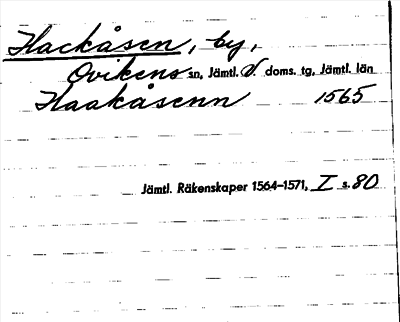 Hackåsen, by,
Ovikens sn, Jämtl. V. doms. tg, Jämtl. län
Haakåsenn 1565
Jämtl. Räkenskaper 1564-1571, I s. 80